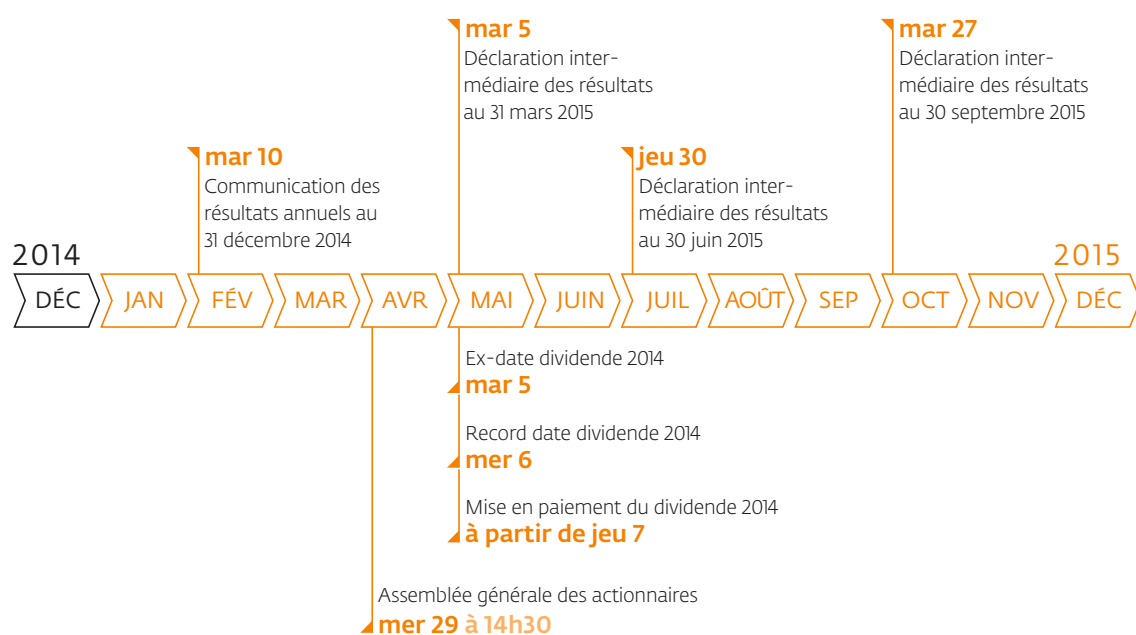 mar 5
Déclaration inter-
médiaire des résultats
au 31 mars 2015
mar 27
Déclaration inter-
médiaire des résultats
au 30 septembre 2015
mar 10
Communication des
résultats annuels au
31 décembre 2014
jeu 30
Déclaration inter-
médiaire des résultats
au 30 juin 2015
2014
2015
DÉC JAN FÉV MAR AVR MAI JUIN JUIL AOÛT SEP OCT NOV DÉC
Ex-date dividende 2014
mar 5
Record date dividende 2014
mer 6
Mise en paiement du dividende 2014
à partir de jeu 7
Assemblée générale des actionnaires
mer 29 à 14h30